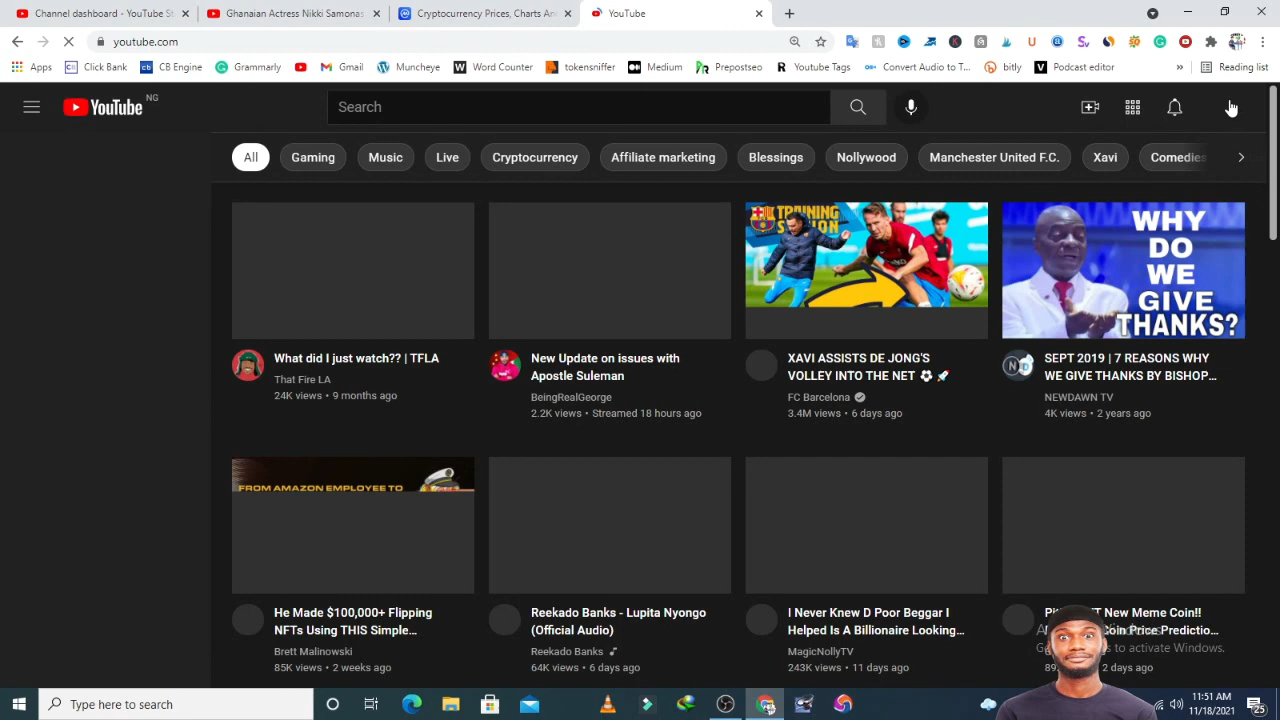 Channel dashboard - YouTube St
Ghanaian Actress Nikki Samonas
Cryptocurrency Prices, Charts An
YouTube
youtube.com
Apps
Click Bank
CB Engine
Grammarly
Gmail
Muncheye
Word Counter
tokensniffer
Medium
Prepostseo
Youtube Tags
Convert Audio to T...
bitly
Podcast editor
»
Reading list
YouTube NG
Search
All
Gaming
Music
Live
Cryptocurrency
Affiliate marketing
Blessings
Nollywood
Manchester United F.C.
Xavi
Comedies
TRAINING
WHY
DO
WE
GIVE
THANKS?
What did I just watch?? | TFLA
That Fire LA
24K views • 9 months ago
New Update on issues with
Apostle Suleman
BeingRealGeorge
2.2K views • Streamed 18 hours ago
XAVI ASSISTS DE JONG'S
VOLLEY INTO THE NET ⚽ 🚀
FC Barcelona
3.4M views • 6 days ago
SEPT 2019 | 7 REASONS WHY
WE GIVE THANKS BY BISHOP...
NEWDAWN TV
4K views • 2 years ago
FROM AMAZON EMPLOYEE TO
He Made $100,000+ Flipping
NFTs Using THIS Simple...
Brett Malinowski
85K views • 2 weeks ago
Reekado Banks - Lupita Nyongo
(Official Audio)
Reekado Banks
64K views • 6 days ago
I Never Knew D Poor Beggar I
Helped Is A Billionaire Looking...
MagicNollyTV
243K views • 11 days ago
New Meme Coin!!
Coin Price Predictio...
2 days ago
to activate Windows.
Type here to search
11:51 AM
11/18/2021
25